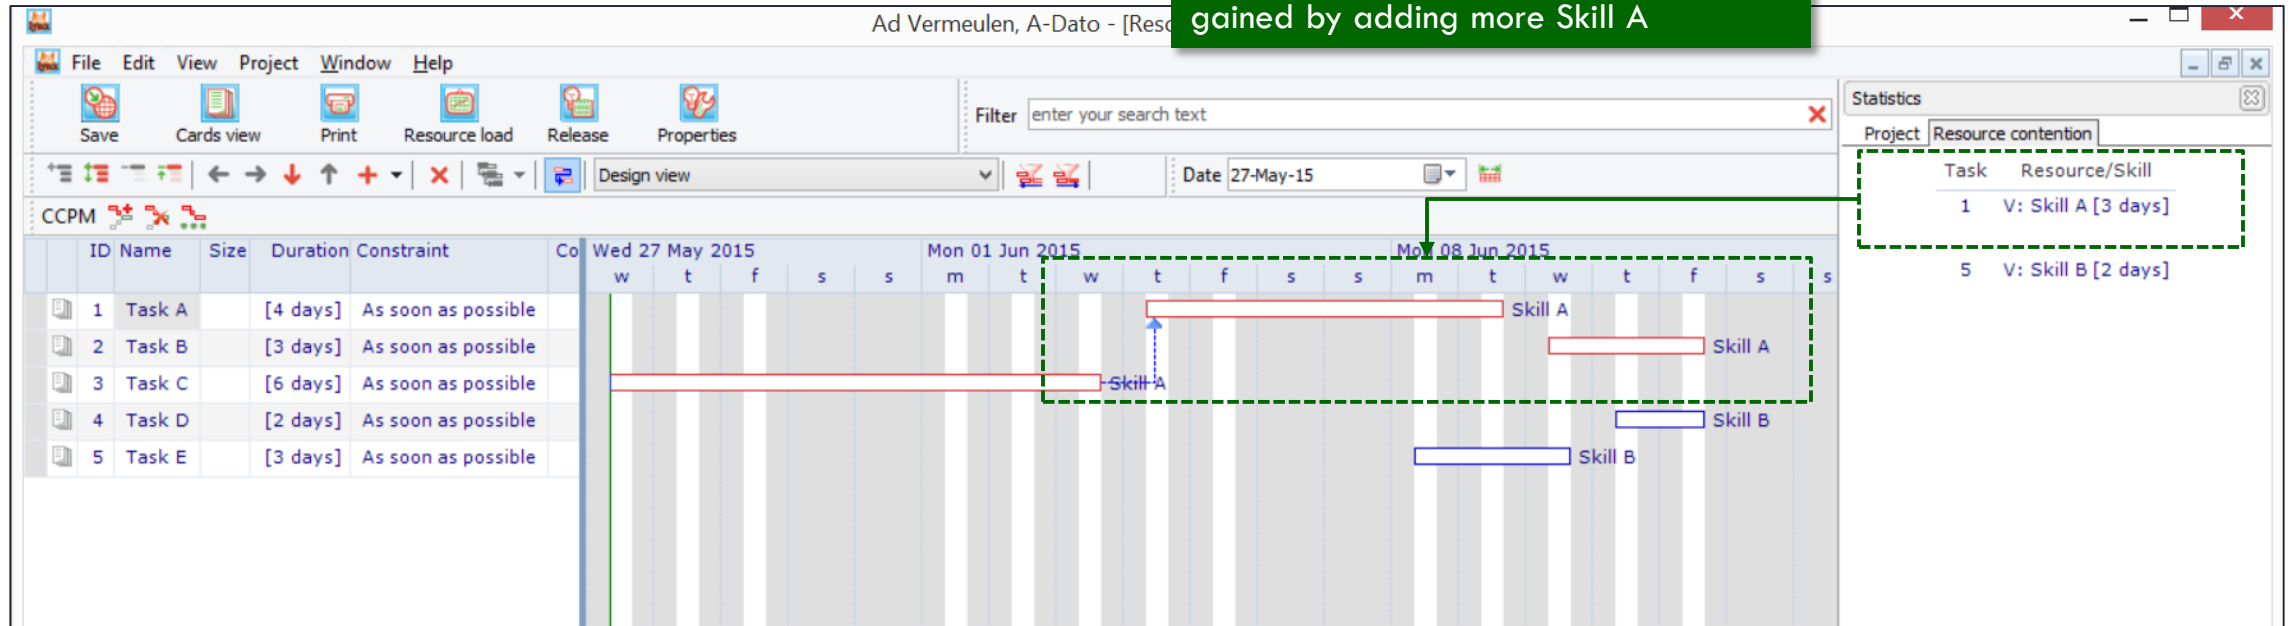 gained by adding more Skill A
Ad Vermeulen, A-Dato - [Reso
File Edit View Project Window Help
Save Cards view Print Resource load Release Properties
Filter enter your search text
Statistics
Project Resource contention
Design view
Date 27-May-15
Task Resource/Skill
1 V: Skill A [3 days]
5 V: Skill B [2 days]
CCPM
ID Name Size Duration Constraint Co Wed 27 May 2015 Mon 01 Jun 2015 Mon 08 Jun 2015
w t f s s m t w t f s s m t w t f s s
1 Task A [4 days] As soon as possible Skill A
2 Task B [3 days] As soon as possible Skill A
3 Task C [6 days] As soon as possible Skill A
4 Task D [2 days] As soon as possible Skill B
5 Task E [3 days] As soon as possible Skill B